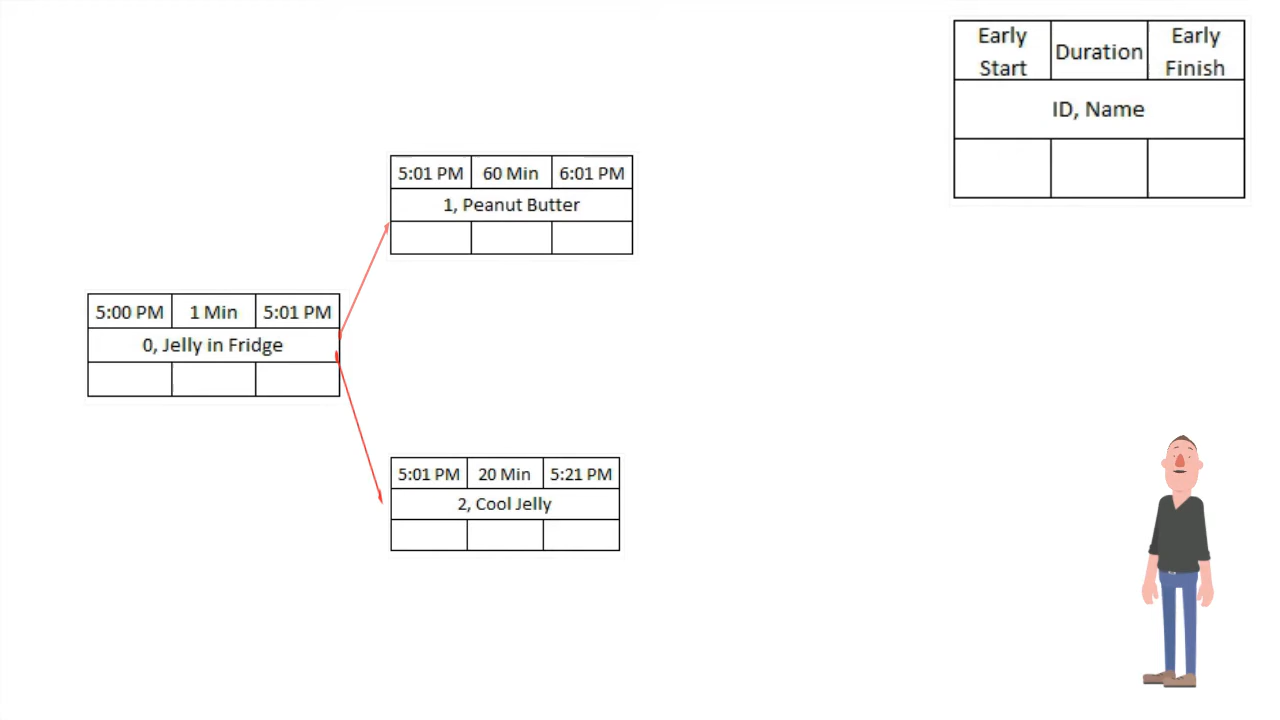 Early Start
Duration
Early Finish
ID, Name
5:01 PM 60 Min 6:01 PM
1, Peanut Butter
5:00 PM 1 Min 5:01 PM
0, Jelly in Fridge
5:01 PM 20 Min 5:21 PM
2, Cool Jelly